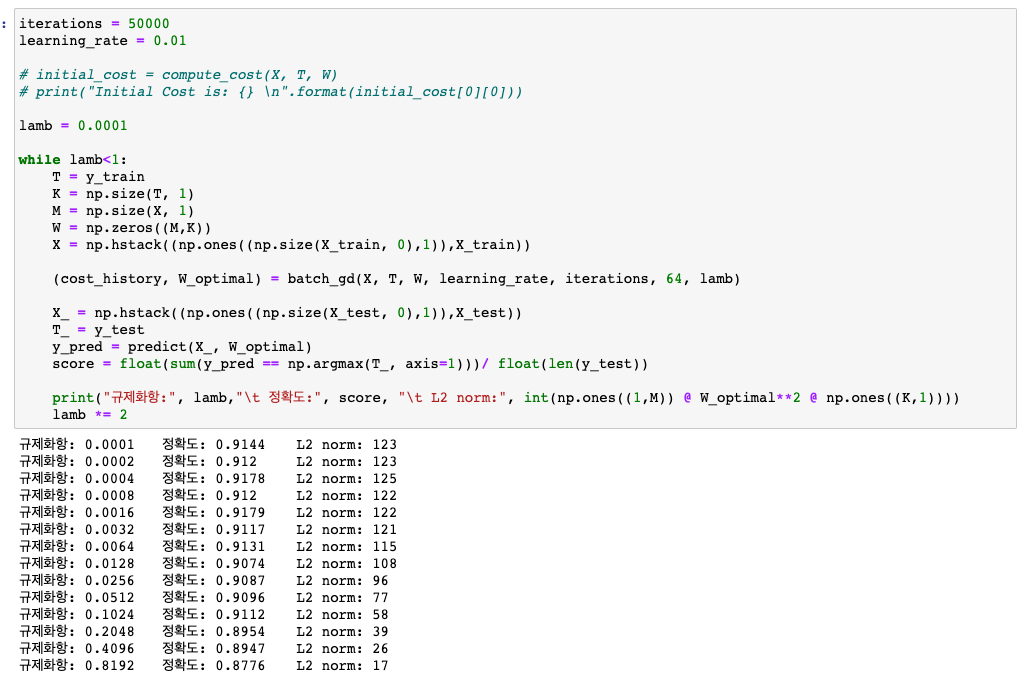 :
iterations = 50000
learning_rate = 0.01
# initial_cost = compute_cost(X, T, W)
# print("Initial Cost is: {} \n".format(initial_cost[0][0]))
lamb = 0.0001
while lamb<1:
    T = y_train
    K = np.size(T, 1)
    M = np.size(X, 1)
    W = np.zeros((M,K))
    X = np.hstack((np.ones((np.size(X_train, 0),1)),X_train))
    (cost_history, W_optimal) = batch_gd(X, T, W, learning_rate, iterations, 64, lamb)
    X_ = np.hstack((np.ones((np.size(X_test, 0),1)),X_test))
    T_ = y_test
    y_pred = predict(X_, W_optimal)
    score = float(sum(y_pred == np.argmax(T_, axis=1)))/ float(len(y_test))
    print("규제화항:", lamb,"\t 정확도:", score, "\t L2 norm:", int(np.ones((1,M)) @ W_optimal**2 @ np.ones((K,1))))
    lamb *= 2
규제화항: 0.0001 정확도: 0.9144 L2 norm: 123
규제화항: 0.0002 정확도: 0.912 L2 norm: 123
규제화항: 0.0004 정확도: 0.9178 L2 norm: 125
규제화항: 0.0008 정확도: 0.912 L2 norm: 122
규제화항: 0.0016 정확도: 0.9179 L2 norm: 122
규제화항: 0.0032 정확도: 0.9117 L2 norm: 121
규제화항: 0.0064 정확도: 0.9131 L2 norm: 115
규제화항: 0.0128 정확도: 0.9074 L2 norm: 108
규제화항: 0.0256 정확도: 0.9087 L2 norm: 96
규제화항: 0.0512 정확도: 0.9096 L2 norm: 77
규제화항: 0.1024 정확도: 0.9112 L2 norm: 58
규제화항: 0.2048 정확도: 0.8954 L2 norm: 39
규제화항: 0.4096 정확도: 0.8947 L2 norm: 26
규제화항: 0.8192 정확도: 0.8776 L2 norm: 17